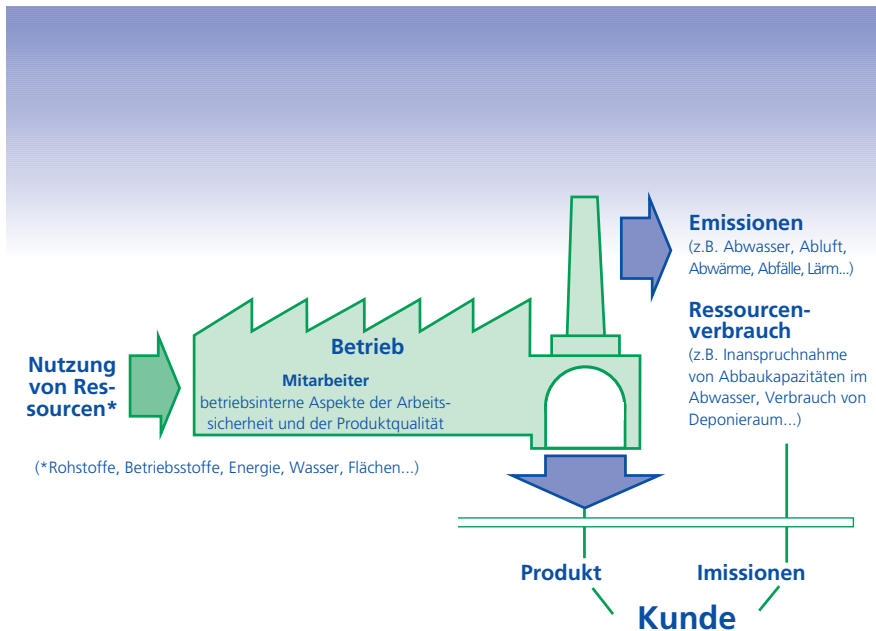 Emissionen
(z.B. Abwasser, Abluft,
Abwärme, Abfälle, Lärm...)
Ressourcen-
verbrauch
(z.B. Inanspruchnahme
von Abbaukapazitäten im
Abwasser, Verbrauch von
Deponieraum...)
Nutzung
von Res-
sourcen*
Betrieb
Mitarbeiter
betriebsinterne Aspekte der Arbeits-
sicherheit und der Produktqualität
(*Rohstoffe, Betriebsstoffe, Energie, Wasser, Flächen...)
Produkt
Imissionen
Kunde